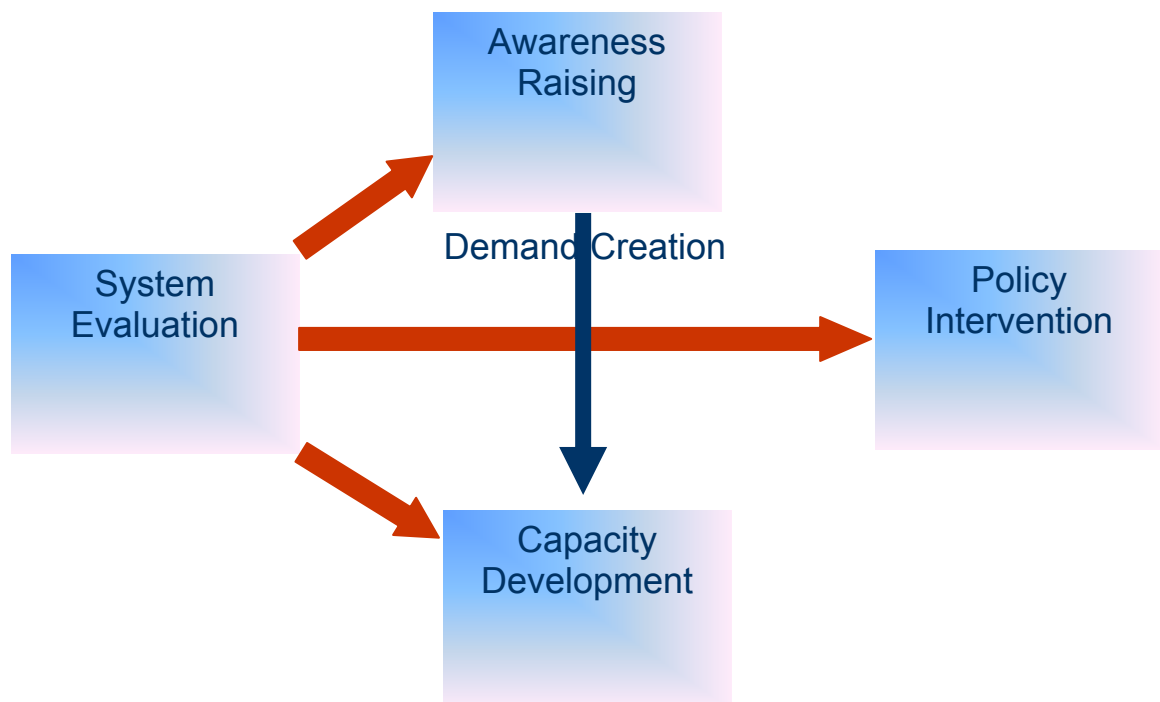 Awareness
Raising
Demand Creation
System
Evaluation
Policy
Intervention
Capacity
Development